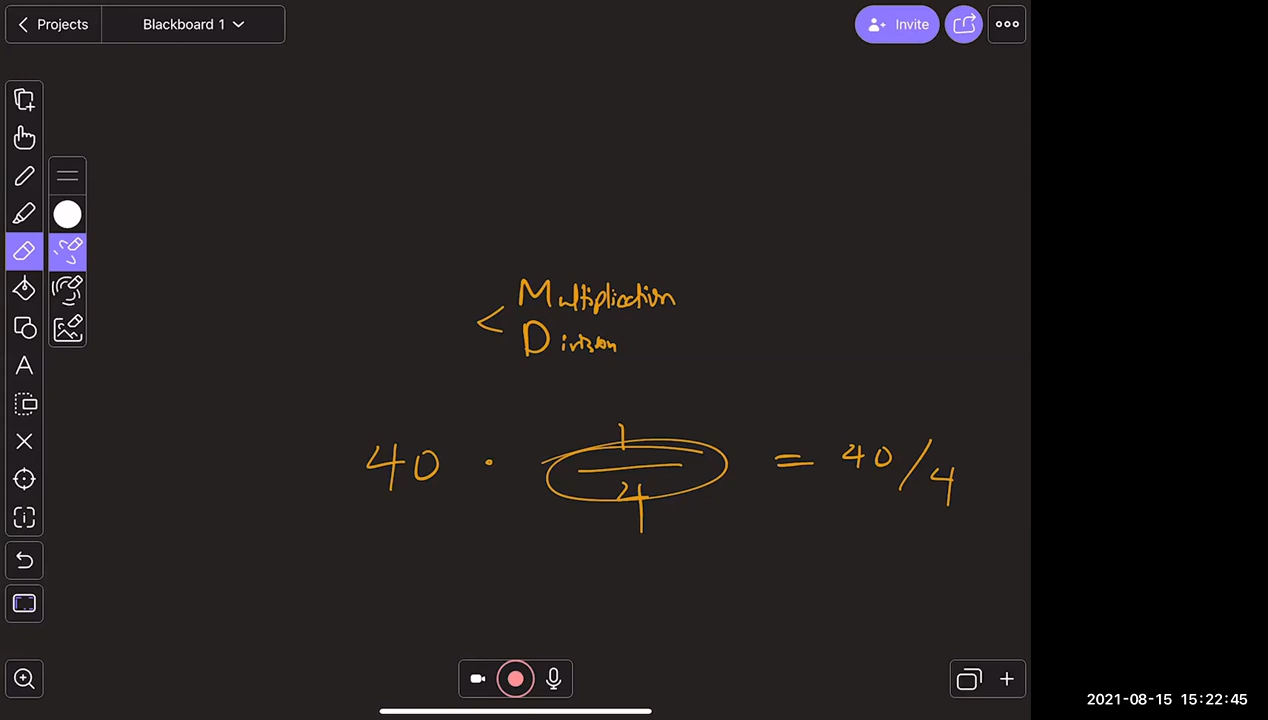 Projects
Blackboard 1
Invite
Multiplication
< Division
40 · 1/4 = 40/4
A
2021-08-15 15:22:45